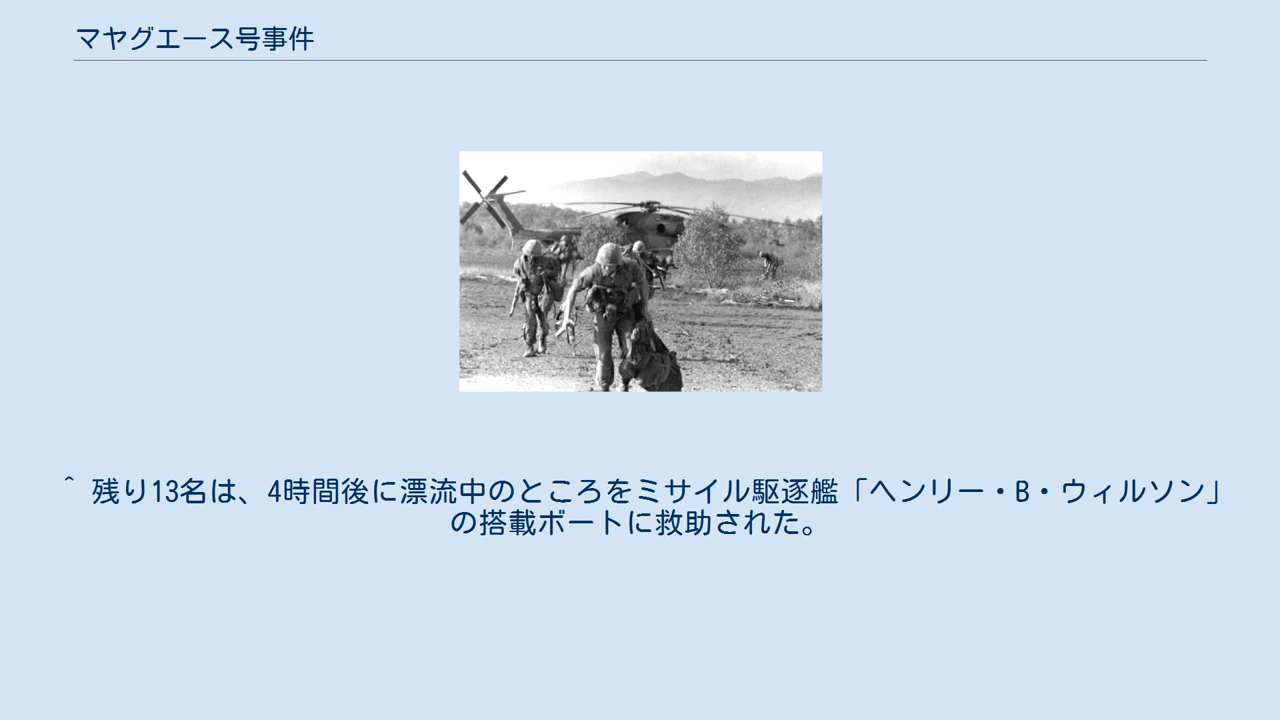 マヤグエース号事件
^ 残り13名は、4時間後に漂流中のところをミサイル駆逐艦「ヘンリー・B・ウィルソン」
の搭載ボートに救助された。